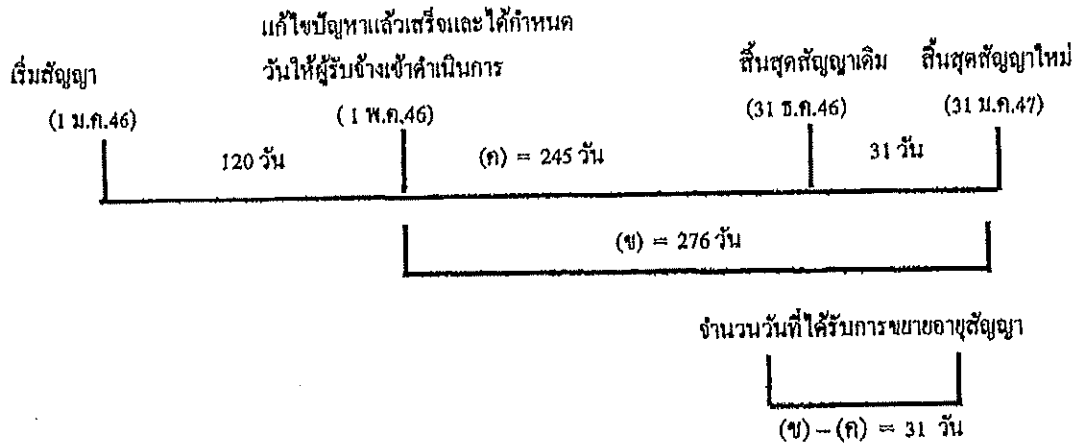 แก้ไขปัญหาแล้วเสร็จและได้กำหนด
วันให้ผู้รับจ้างเข้าดำเนินการ
เริ่มสัญญา
สิ้นสุดสัญญาเดิม
สิ้นสุดสัญญาใหม่
(1 ม.ค.46)
(1 พ.ค.46)
(31 ธ.ค.46)
(31 ม.ค.47)
120 วัน
(ค) = 245 วัน
31 วัน
(ข) = 276 วัน
จำนวนวันที่ได้รับการขยายอายุสัญญา
(ข) – (ค) = 31 วัน